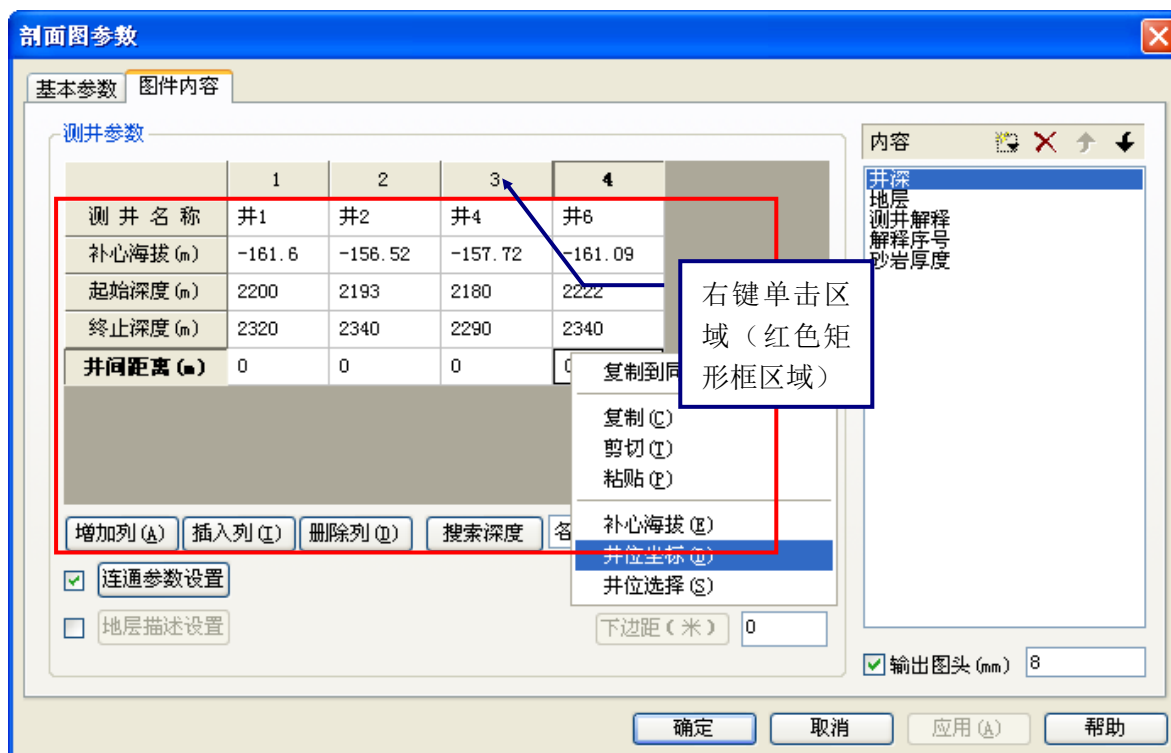 剖面图参数
基本参数 图件内容
测井参数
1 2 3 4
测井名称 井1 井2 井4 井6
补心海拔(m) -161.6 -156.52 -157.72 -161.09
起始深度(m) 2200 2193 2180 2222
终止深度(m) 2320 2340 2290 2340
井间距离(m) 0 0 0
右键单击区
域（红色矩
形框区域）
复制到同
复制(C)
剪切(T)
粘贴(P)
补心海拔(E)
井位坐标(D)
井位选择(S)
增加列(A) 插入列(I) 删除列(D) 搜索深度 各
连通参数设置
地层描述设置 下边距(米) 0
内容
井深
地层
测井解释
解释序号
砂岩厚度
输出图头(mm) 8
确定 取消 应用(A) 帮助